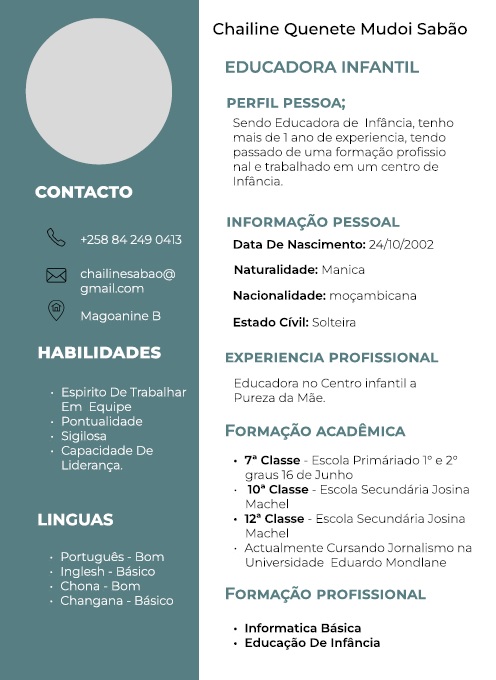 Chailine Quenete Mudoi Sabão
EDUCADORA INFANTIL
PERFIL PESSOA;
Sendo Educadora de  Infância, tenho
mais de 1 ano de experiencia, tendo
passado de uma formação profissio
nal e trabalhado em um centro de
Infância.
INFORMAÇÃO PESSOAL
Data De Nascimento: 24/10/2002
Naturalidade: Manica
Nacionalidade: moçambicana
Estado Cívil: Solteira
EXPERIENCIA PROFISSIONAL
Educadora no Centro infantil a
Pureza da Mãe.
FORMAÇÃO ACADÊMICA
• 7ª Classe - Escola Primáriado 1º e 2º
graus 16 de Junho
• 10ª Classe - Escola Secundária Josina
Machel
• 12ª Classe - Escola Secundária Josina
Machel
• Actualmente Cursando Jornalismo na
Universidade  Eduardo Mondlane
FORMAÇÃO PROFISSIONAL
• Informatica Básica
• Educação De Infância
CONTACTO
+258 84 249 0413
chailinesabao@
gmail.com
Magoanine B
HABILIDADES
• Espirito De Trabalhar
Em  Equipe
• Pontualidade
• Sigilosa
• Capacidade De
Liderança.
LINGUAS
• Português - Bom
• Inglesh - Básico
• Chona - Bom
• Changana - Básico